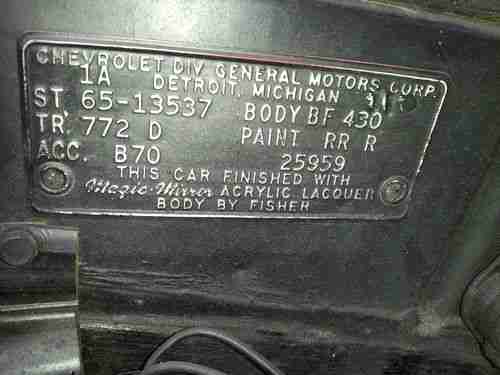 CHEVROLET DIV. GENERAL MOTORS CORP.
1A DETROIT, MICHIGAN
ST 65-13537 BODY BF 430
TR. 772 D PAINT RR R
ACC. B70 25959
THIS CAR FINISHED WITH
Magic-Mirror ACRYLIC LACQUER
BODY BY FISHER